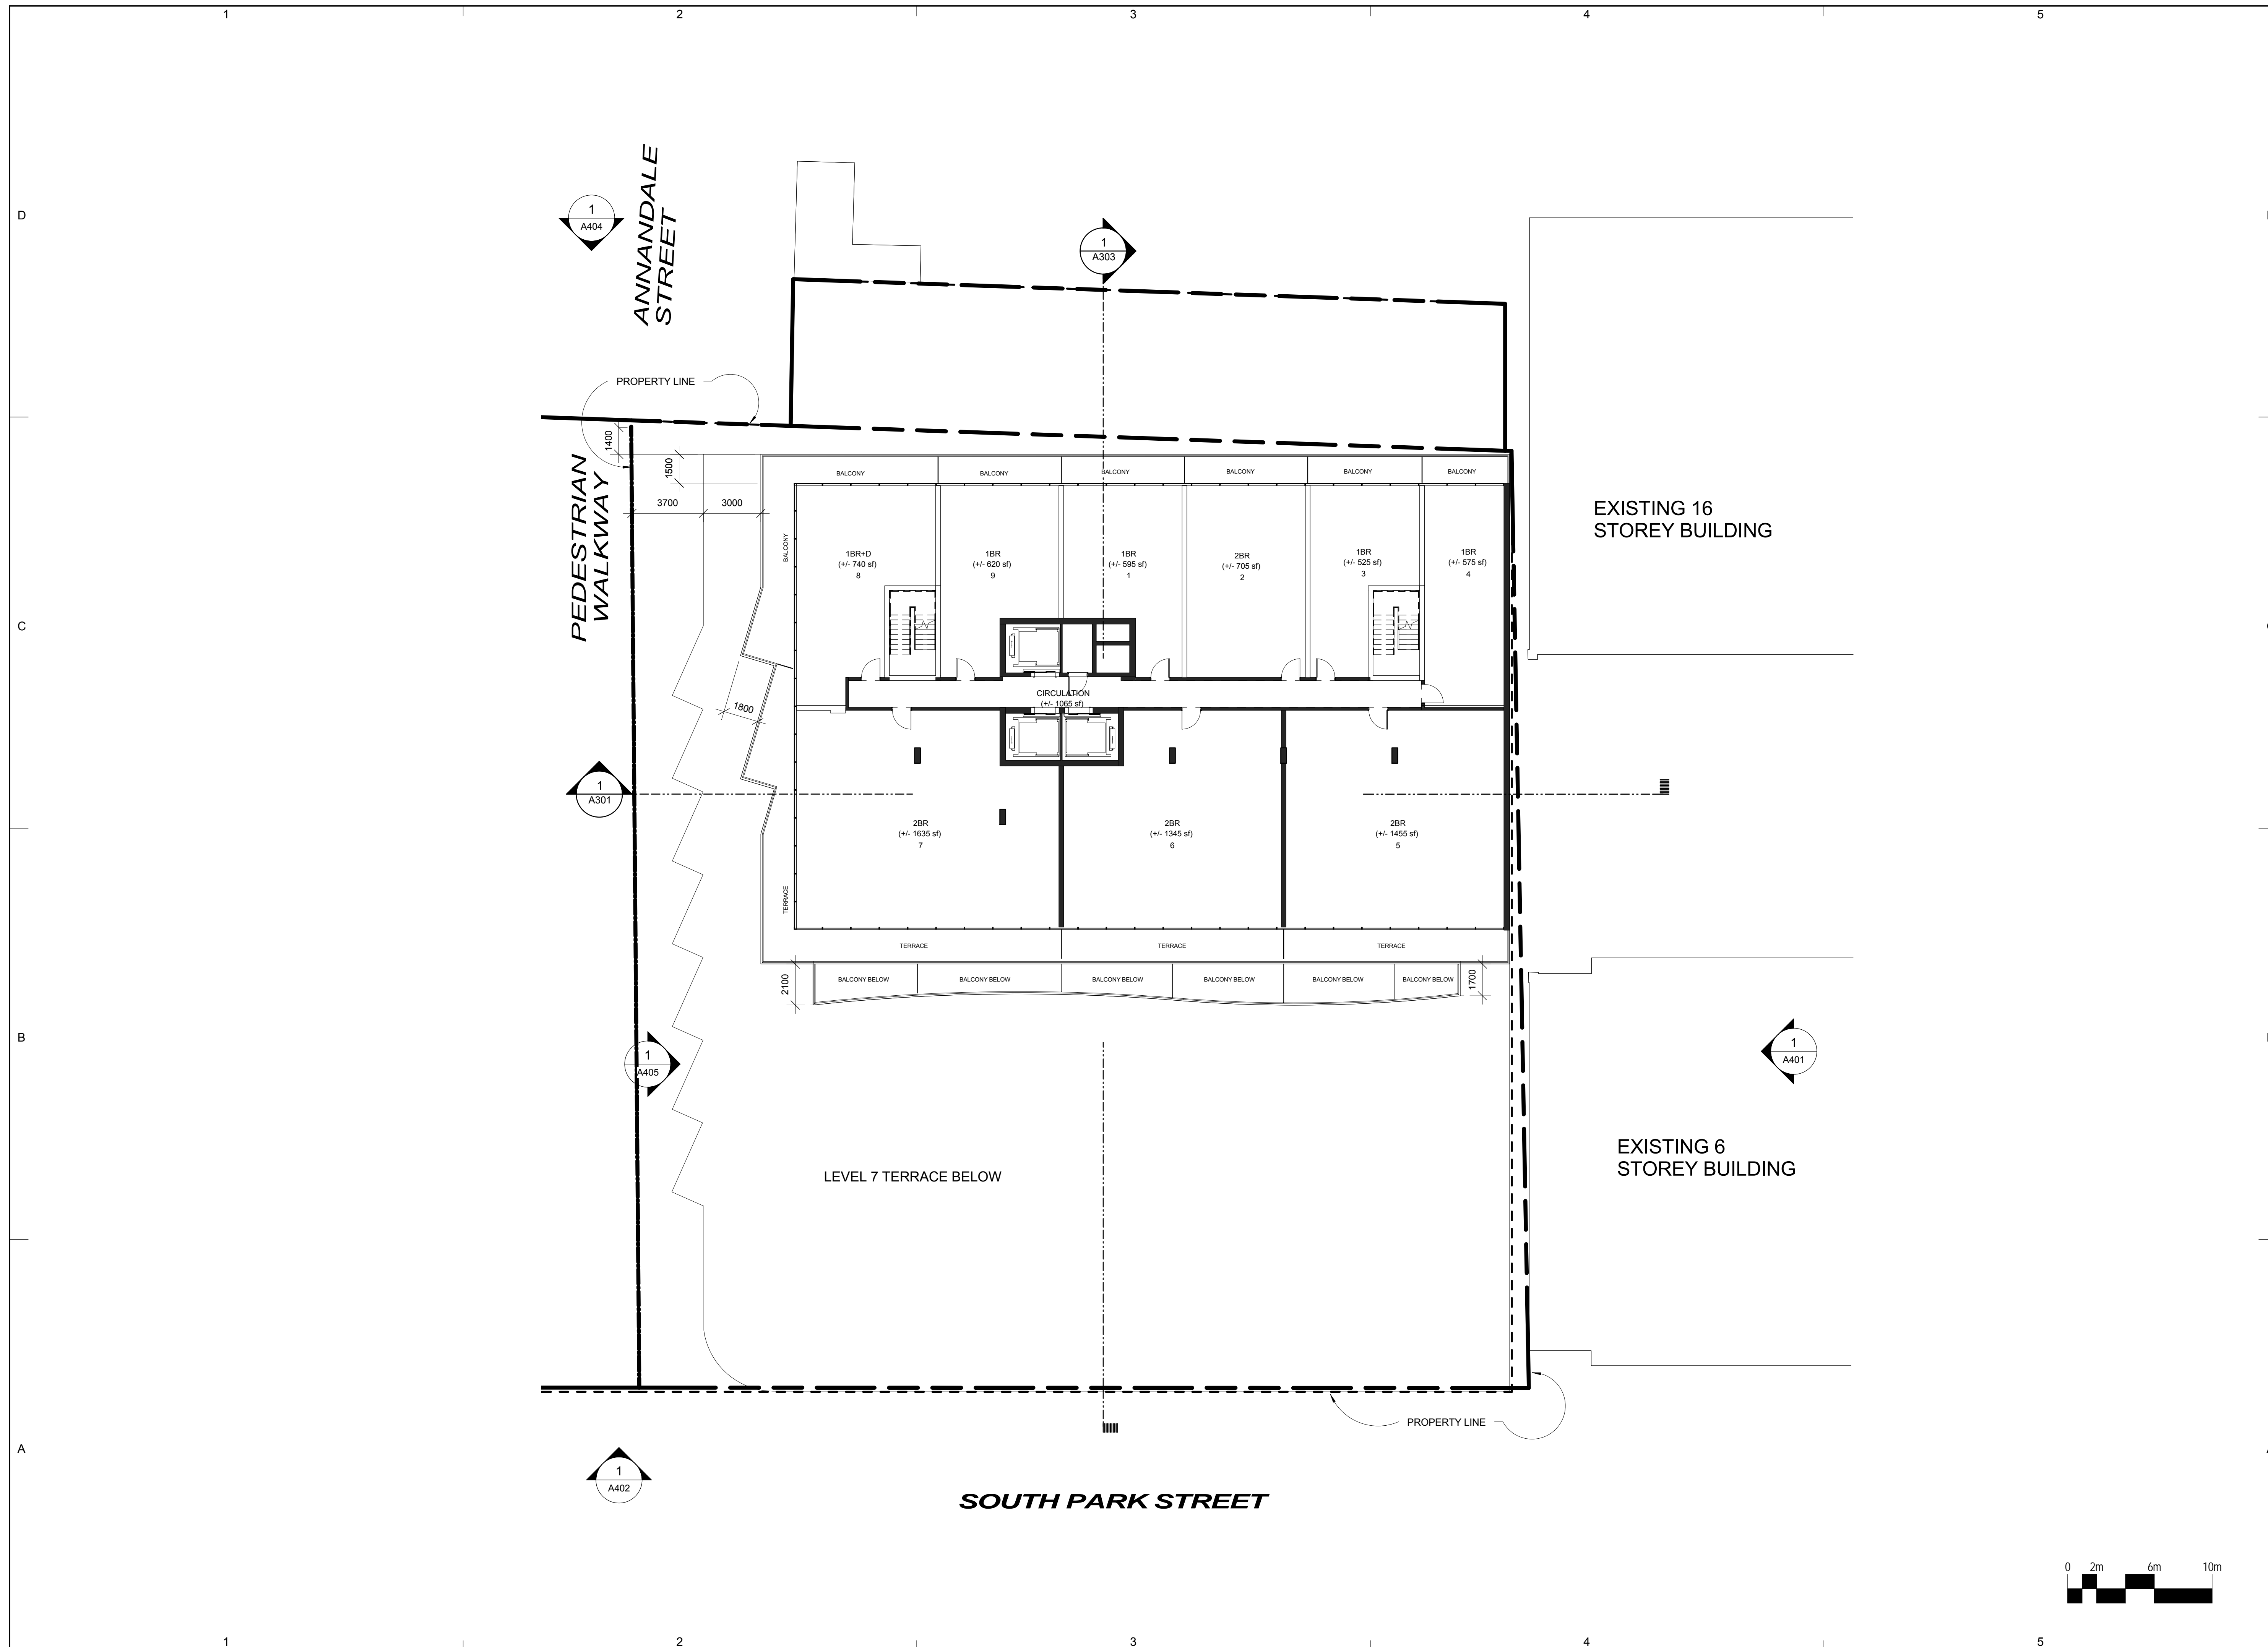 1
2
3
4
5
D
ANNANDALE
STREET
1
A404
1
A303
PROPERTY LINE
1400
1500
3700
3000
PEDESTRIAN
WALKWAY
BALCONY
BALCONY
BALCONY
BALCONY
BALCONY
BALCONY
BALCONY
EXISTING 16
STOREY BUILDING
1BR+D
(+/- 740 sf)
8
1BR
(+/- 620 sf)
9
1BR
(+/- 595 sf)
1
2BR
(+/- 705 sf)
2
1BR
(+/- 525 sf)
3
1BR
(+/- 575 sf)
4
C
CIRCULATION
(+/- 1065 sf)
1800
1
A301
2BR
(+/- 1635 sf)
7
2BR
(+/- 1345 sf)
6
2BR
(+/- 1455 sf)
5
TERRACE
TERRACE
TERRACE
TERRACE
2100
BALCONY BELOW
BALCONY BELOW
BALCONY BELOW
BALCONY BELOW
BALCONY BELOW
BALCONY BELOW
1700
B
1
A405
1
A401
EXISTING 6
STOREY BUILDING
LEVEL 7 TERRACE BELOW
PROPERTY LINE
A
1
A402
SOUTH PARK STREET
0 2m 6m 10m
1
2
3
4
5